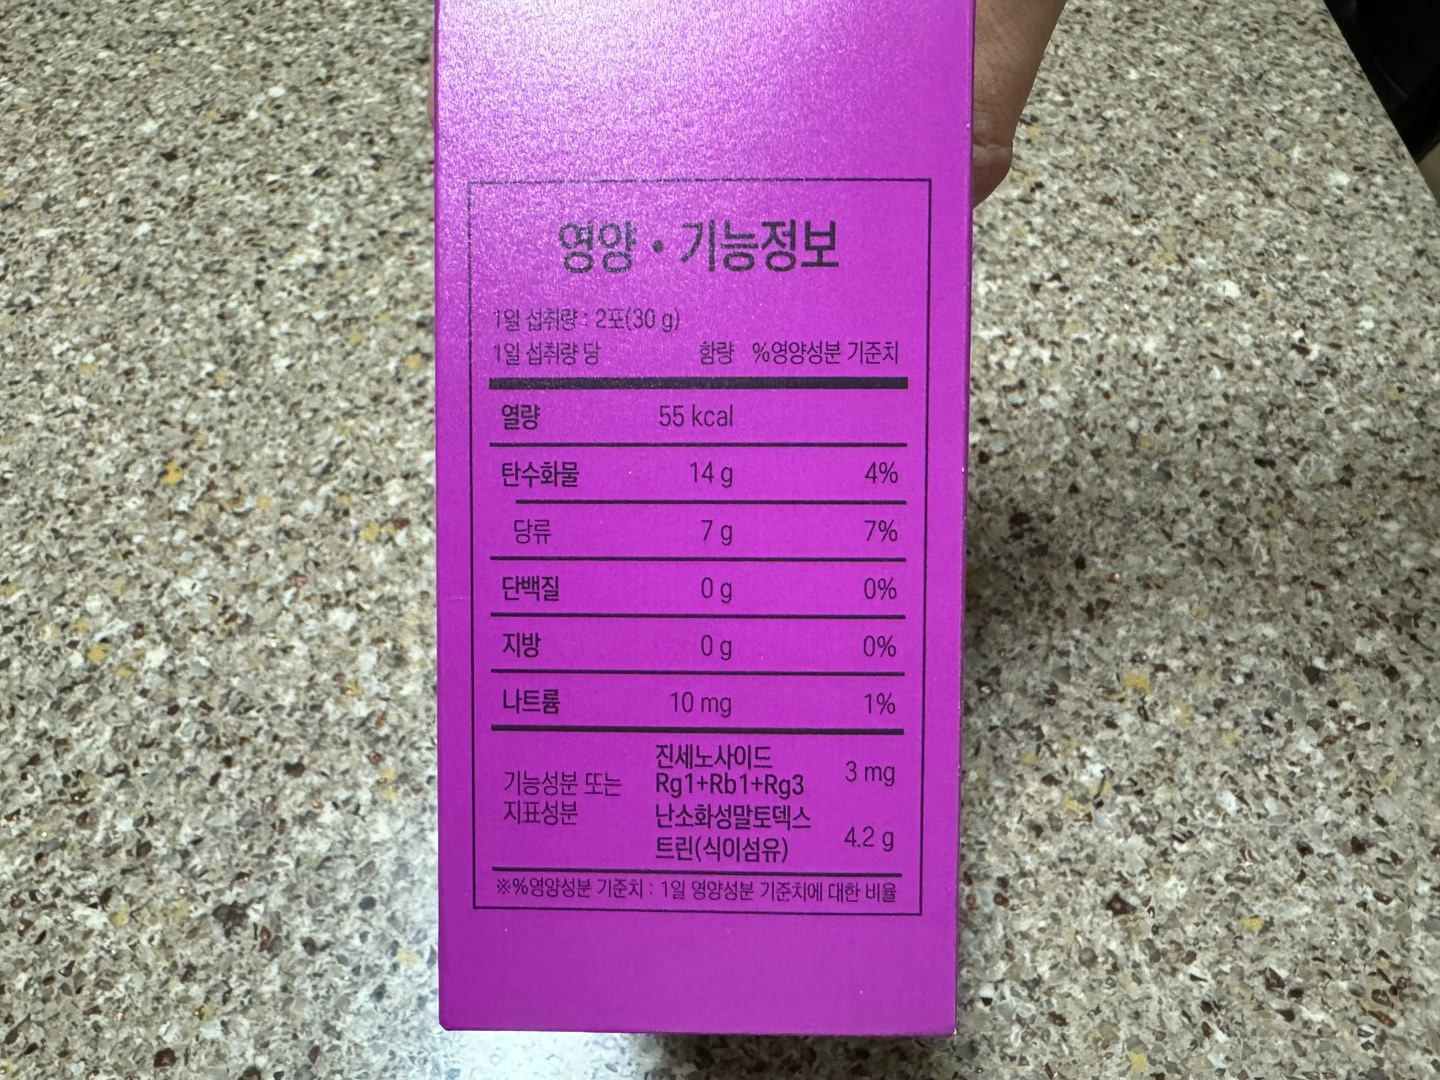 영양•기능정보
1일 섭취량 : 2포(30 g)
1일 섭취량 당 함량 %영양성분 기준치
열량 55 kcal
탄수화물 14 g 4%
당류 7 g 7%
단백질 0 g 0%
지방 0 g 0%
나트륨 10 mg 1%
기능성분 또는
지표성분
진세노사이드
Rg1+Rb1+Rg3
3 mg
난소화성말토덱스
트린(식이섬유)
4.2 g
※%영양성분 기준치 : 1일 영양성분 기준치에 대한 비율